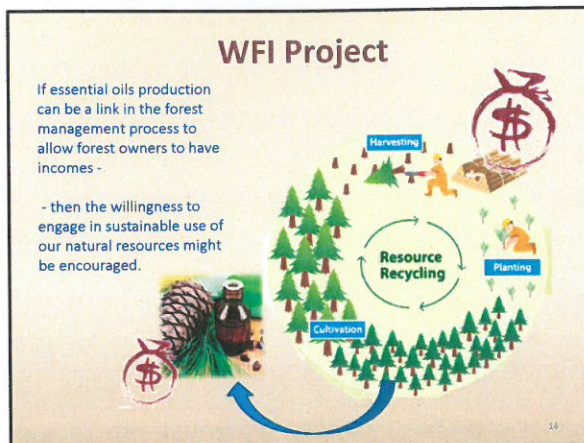 WFI Project
If essential oils production
can be a link in the forest
management process to
allow forest owners to have
incomes -
- then the willingness to
engage in sustainable use of
our natural resources might
be encouraged.
Harvesting
$
Resource
Recycling
Planting
Cultivation
$
14